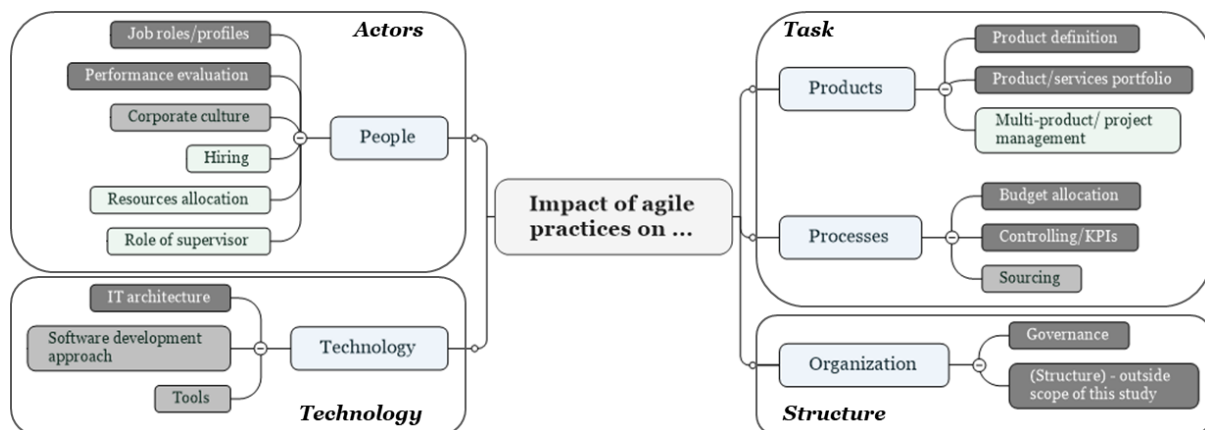 Actors
Job roles/profiles
Performance evaluation
Corporate culture
Hiring
Resources allocation
Role of supervisor
People
IT architecture
Software development
approach
Tools
Technology
Technology
Impact of agile
practices on ...
Task
Products
Product definition
Product/services portfolio
Multi-product/ project
management
Processes
Budget allocation
Controlling/KPIs
Sourcing
Organization
Governance
(Structure) - outside
scope of this study
Structure